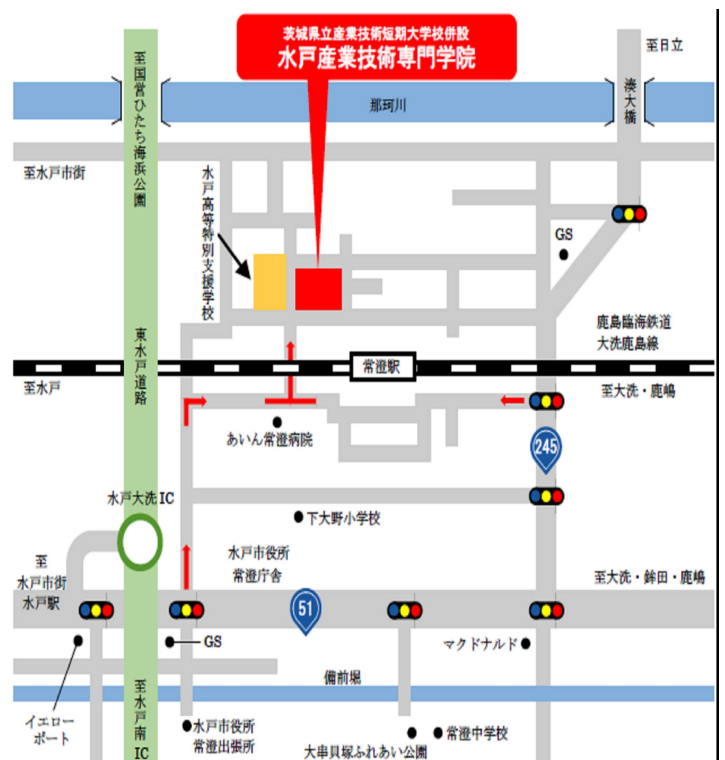 茨城県立産業技術短期大学校併設
水戸産業技術専門学院
至日立
至国営ひたち海浜公園
那珂川
湊大橋
至水戸市街
水戸高等特別支援学校
GS
鹿島臨海鉄道
大洗鹿島線
東水戸道路
常澄駅
至水戸
至大洗・鹿嶋
あいん常澄病院
245
水戸大洗IC
下大野小学校
水戸市役所
常澄庁舎
至
水戸市街
水戸駅
至大洗・鉾田・鹿嶋
51
GS
マクドナルド
備前堀
至水戸南IC
イエロー
ポート
水戸市役所
常澄出張所
常澄中学校
大串貝塚ふれあい公園